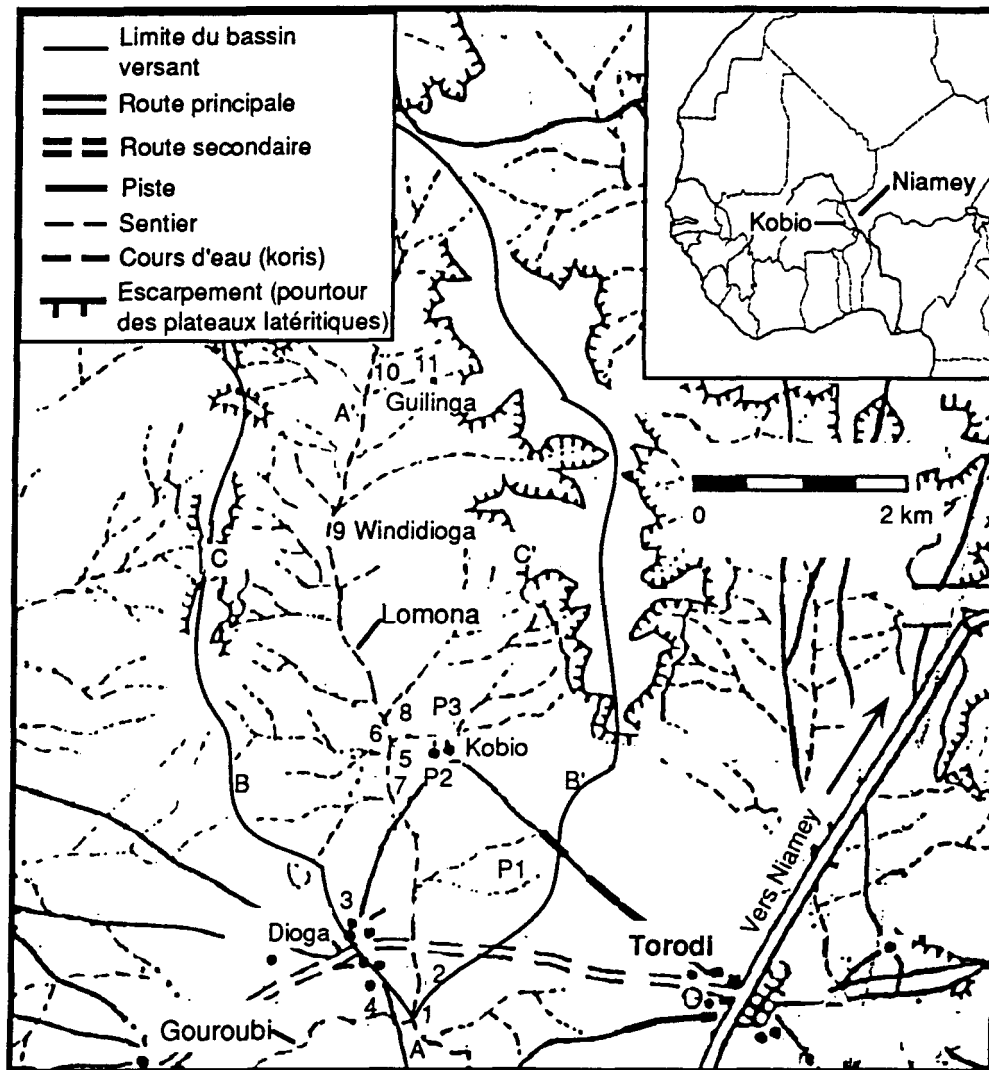 Limite du bassin
versant
Route principale
Route secondaire
Piste
Sentier
Cours d'eau (koris)
Escarpement (pourtour
des plateaux latéritiques)
Niamey
Kobio
10
11
A'
Guilinga
0
2 km
9 Windidioga
C
C'
Lomona
8
P3
6
5
Kobio
7
P2
B
B'
P1
Vers Niamey
3
Dioga
Torodi
2
4
1
Gouroubi
A